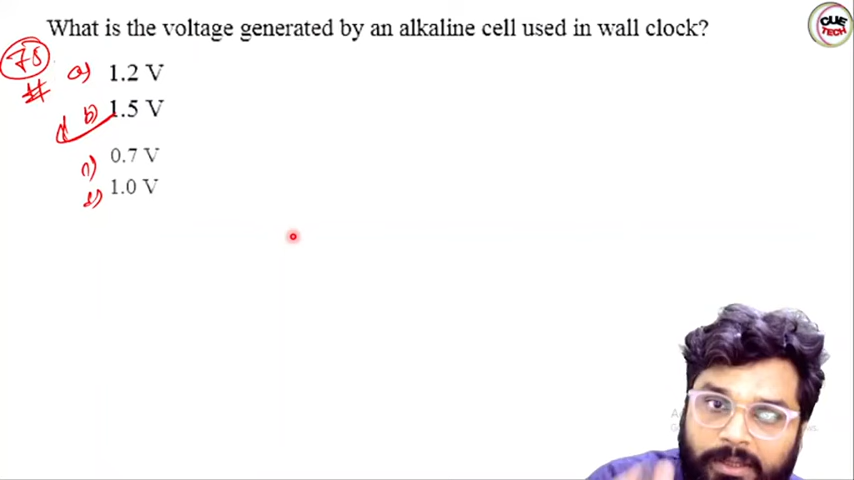 What is the voltage generated by an alkaline cell used in wall clock?
CUE
TECH
78
#
a) 1.2 V
b) 1.5 V
0.7 V
d) 1.0 V